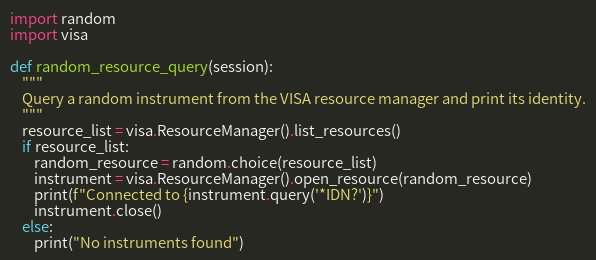 import random
import visa

def random_resource_query(session):
    """
    Query a random instrument from the VISA resource manager and print its identity.
    """
    resource_list = visa.ResourceManager().list_resources()
    if resource_list:
        random_resource = random.choice(resource_list)
        instrument = visa.ResourceManager().open_resource(random_resource)
        print(f"Connected to {instrument.query('*IDN?')}")
        instrument.close()
    else:
        print("No instruments found")